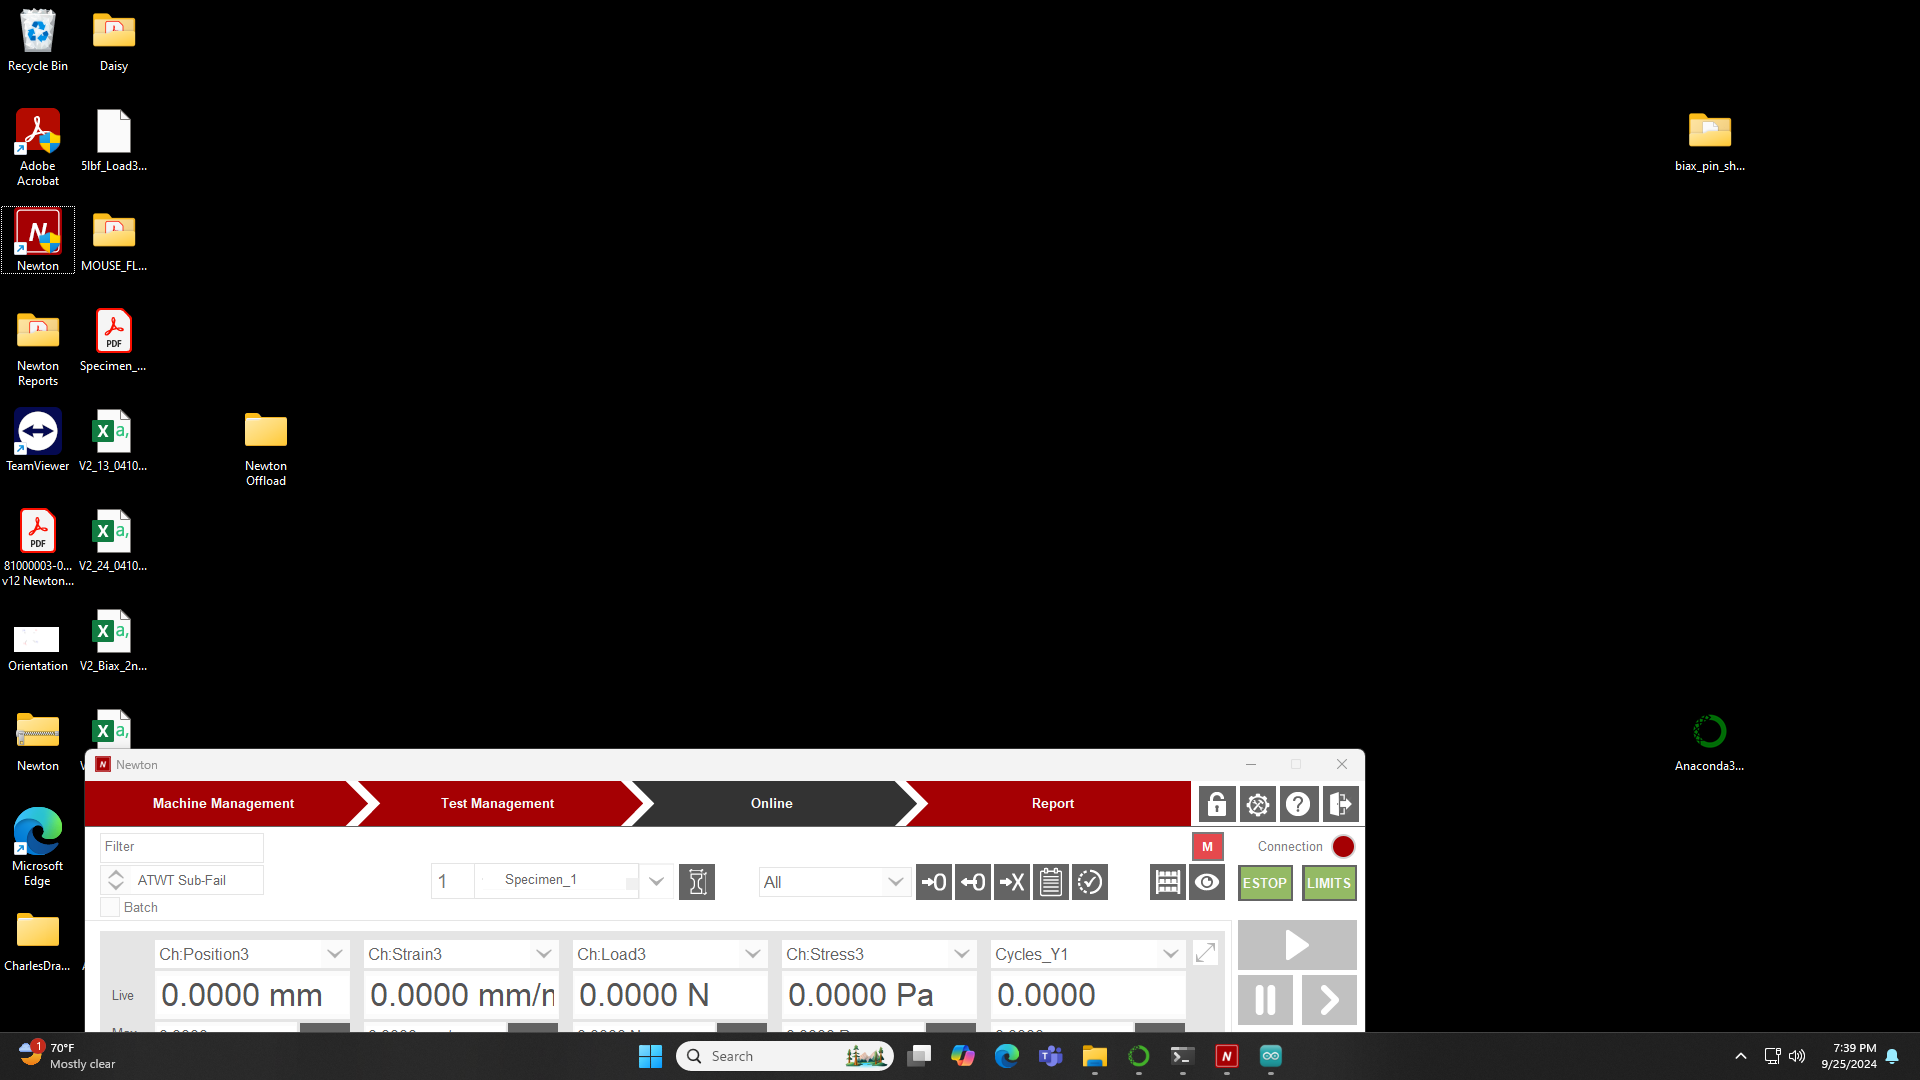 Recycle Bin
Daisy
Adobe
Acrobat
5lbf_Load3...
biax_pin_sh...
Newton
MOUSE_FL...
Newton
Reports
PDF
Specimen_...
TeamViewer
V2_13_0410...
Newton
Offload
PDF
81000003-0...
v12 Newton...
V2_24_0410...
Orientation
V2_Biax_2n...
Newton
Anaconda3...
Microsoft
Edge
CharlesDra...
Newton
Machine Management
Test Management
Online
Report
Filter
M
Connection
ATWT Sub-Fail
1
Specimen_1
All
ESTOP
LIMITS
Batch
Ch:Position3
Ch:Strain3
Ch:Load3
Ch:Stress3
Cycles_Y1
Live
0.0000 mm
0.0000 mm/r
0.0000 N
0.0000 Pa
0.0000
1
70°F
Mostly clear
Search
7:39 PM
9/25/2024